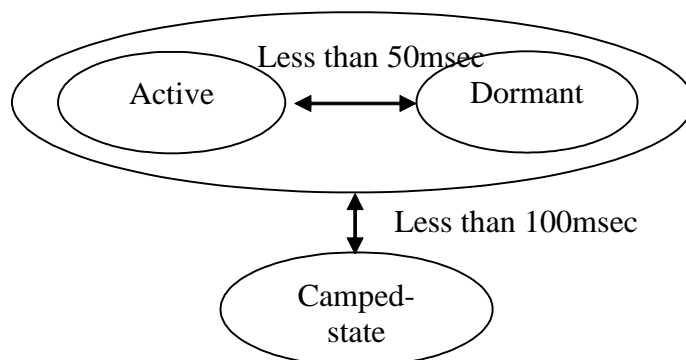 Less than 50msec
Active
Dormant
Less than 100msec
Camped-
state